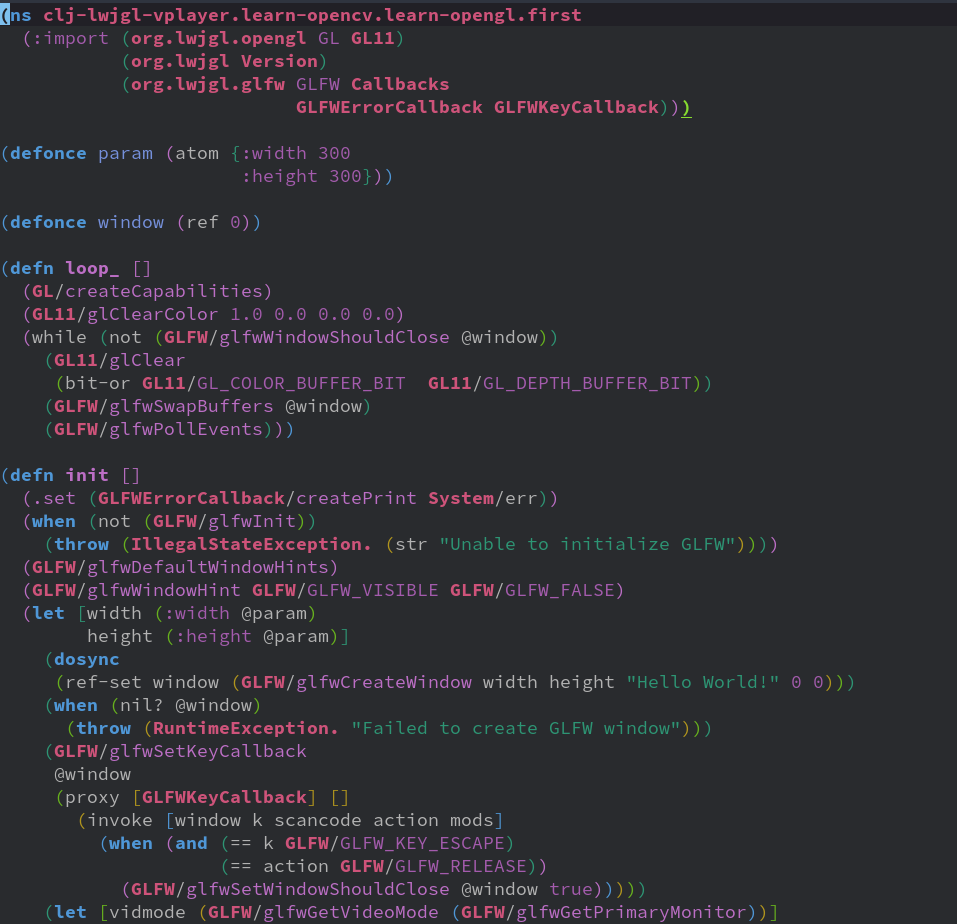 (ns clj-lwjgl-vplayer.learn-opencv.learn-opengl.first
  (:import (org.lwjgl.opengl GL GL11)
           (org.lwjgl Version)
           (org.lwjgl.glfw GLFW Callbacks
                           GLFWErrorCallback GLFWKeyCallback)))
(defonce param (atom {:width 300
                      :height 300}))
(defonce window (ref 0))
(defn loop_ []
  (GL/createCapabilities)
  (GL11/glClearColor 1.0 0.0 0.0 0.0)
  (while (not (GLFW/glfwWindowShouldClose @window))
    (GL11/glClear
     (bit-or GL11/GL_COLOR_BUFFER_BIT  GL11/GL_DEPTH_BUFFER_BIT))
    (GLFW/glfwSwapBuffers @window)
    (GLFW/glfwPollEvents)))
(defn init []
  (.set (GLFWErrorCallback/createPrint System/err))
  (when (not (GLFW/glfwInit))
    (throw (IllegalStateException. (str "Unable to initialize GLFW"))))
  (GLFW/glfwDefaultWindowHints)
  (GLFW/glfwWindowHint GLFW/GLFW_VISIBLE GLFW/GLFW_FALSE)
  (let [width (:width @param)
        height (:height @param)]
    (dosync
     (ref-set window (GLFW/glfwCreateWindow width height "Hello World!" 0 0)))
    (when (nil? @window)
      (throw (RuntimeException. "Failed to create GLFW window")))
    (GLFW/glfwSetKeyCallback
     @window
     (proxy [GLFWKeyCallback] []
       (invoke [window k scancode action mods]
         (when (and (== k GLFW/GLFW_KEY_ESCAPE)
                    (== action GLFW/GLFW_RELEASE))
           (GLFW/glfwSetWindowShouldClose @window true)))))
    (let [vidmode (GLFW/glfwGetVideoMode (GLFW/glfwGetPrimaryMonitor))]